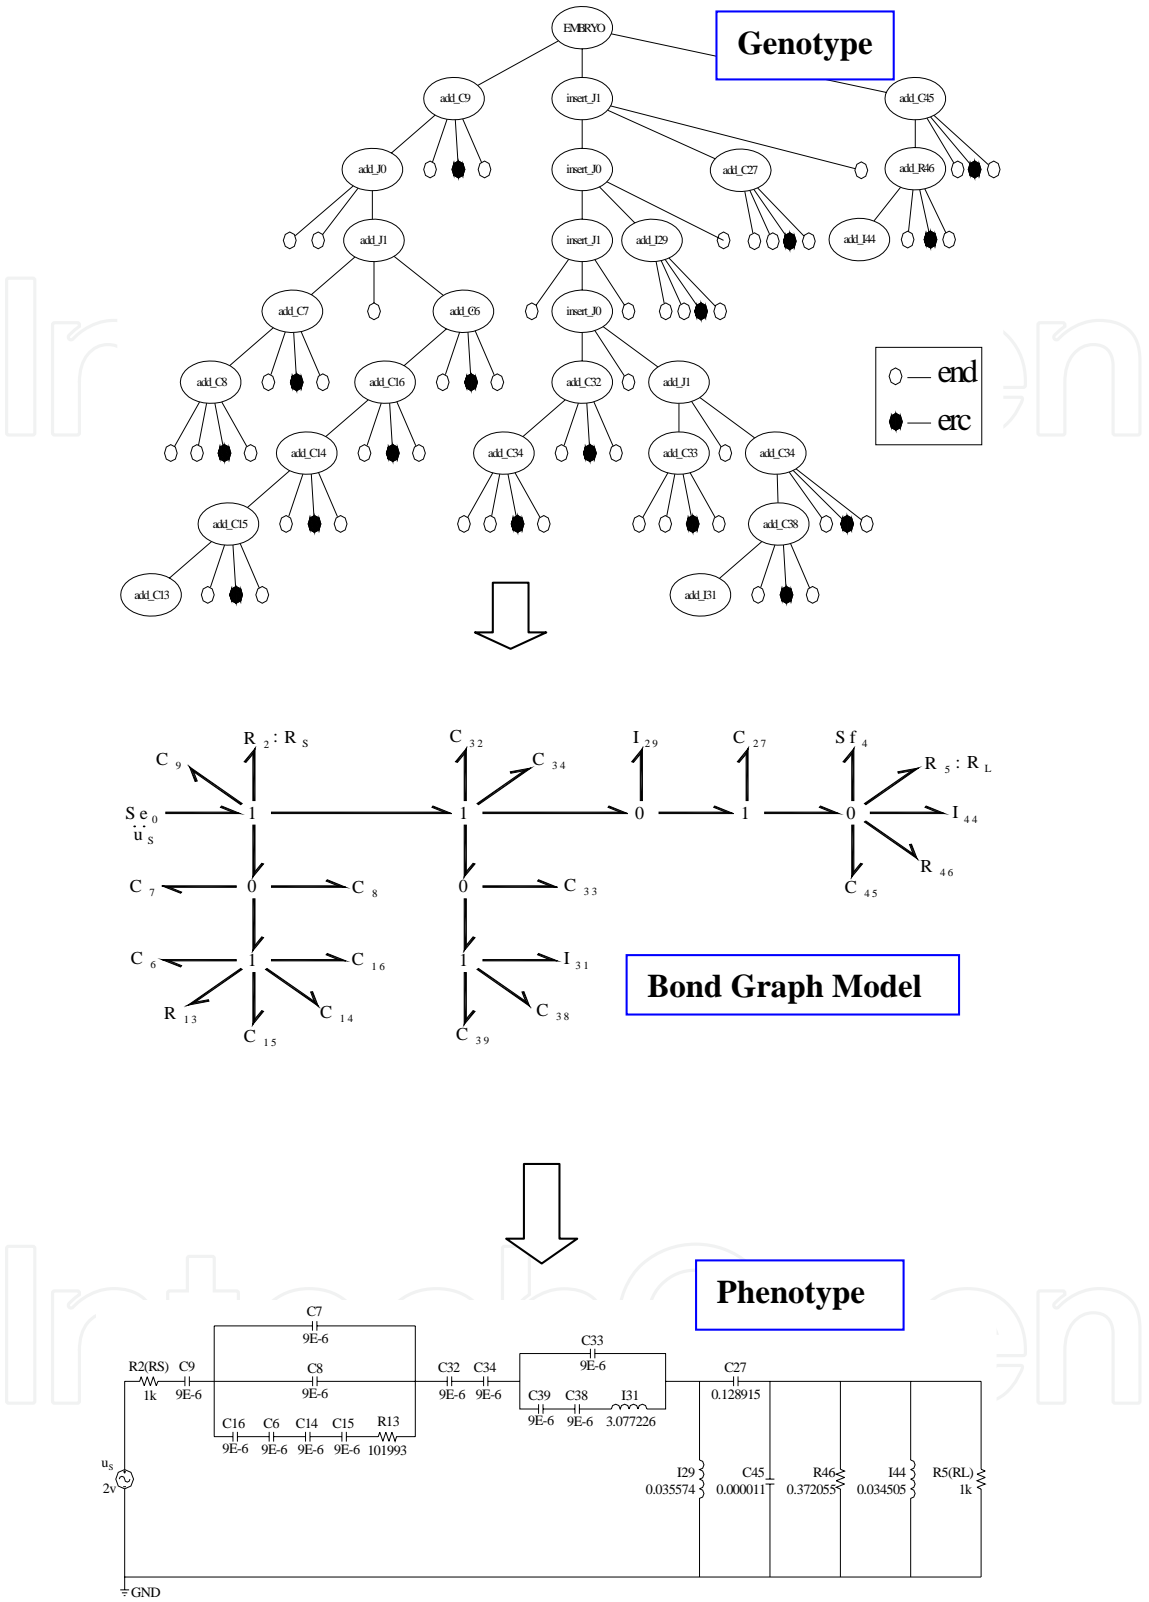 EMBRYO
Genotype
add_C9
insert_J1
add_C45
add_J0
insert_J0
add_C27
add_R46
add_J1
insert_J1
add_I29
add_I44
add_C7
add_C6
insert_J0
add_C8
add_C16
add_C32
add_J1
end
erc
add_C14
add_C34
add_C33
add_C34
add_C15
add_C38
add_C13
add_I31
R 2 : R S
C 32
I 29
C 27
Sf 4
C 9
C 34
R 5 : R L
Se 0
1
1
0
1
0
I 44
u S
R 46
C 7
0
C 8
0
C 33
C 45
C 6
1
C 16
1
I 31
Bond Graph Model
R 13
C 14
C 38
C 15
C 39
Phenotype
C7
9E-6
C33
9E-6
R2(RS)
1k
C9
9E-6
C8
9E-6
C32
9E-6
C34
9E-6
C27
0.128915
C39
9E-6
C38
9E-6
I31
3.077226
C16
9E-6
C6
9E-6
C14
9E-6
C15
9E-6
R13
101993
us
2v
I29
0.035574
C45
0.000011
R46
0.372055
I44
0.034505
R5(RL)
1k
GND
IntechOpen